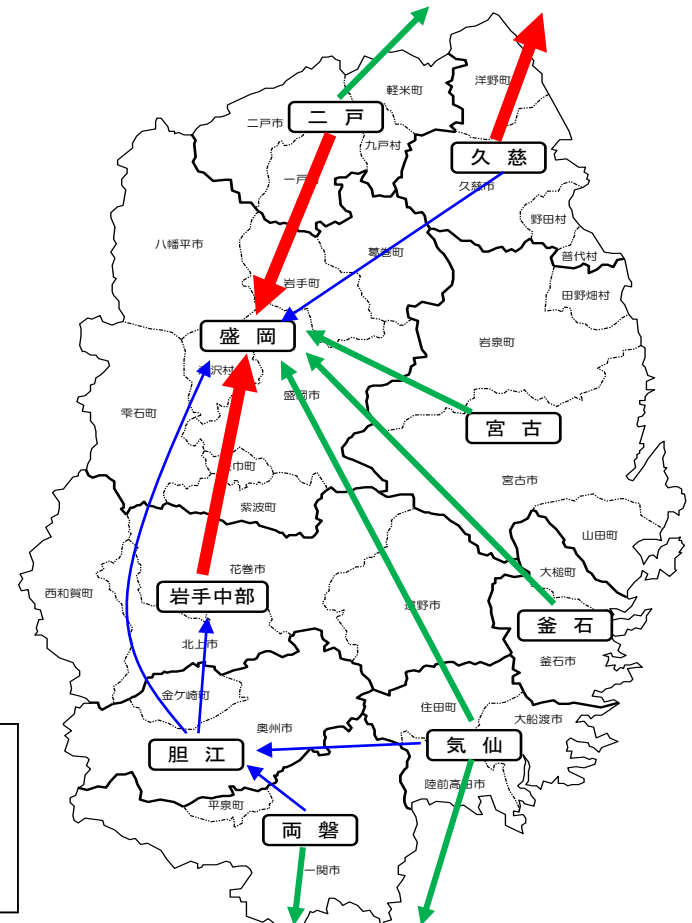 軽米町
洋野町
二戸市
二 戸
九戸村
久 慈
一戸
久慈市
野田村
八幡平市
葛巻町
普代村
岩手町
田野畑村
盛 岡
岩泉町
沢村
盛岡市
雫石町
宮 古
巾町
宮古市
紫波町
山田町
花巻市
大槌町
西和賀町
岩手中部
野市
釜 石
北上市
釜石市
金ケ崎町
住田町
大船渡市
奥州市
気 仙
胆 江
陸前高田市
平泉町
両 磐
一関市